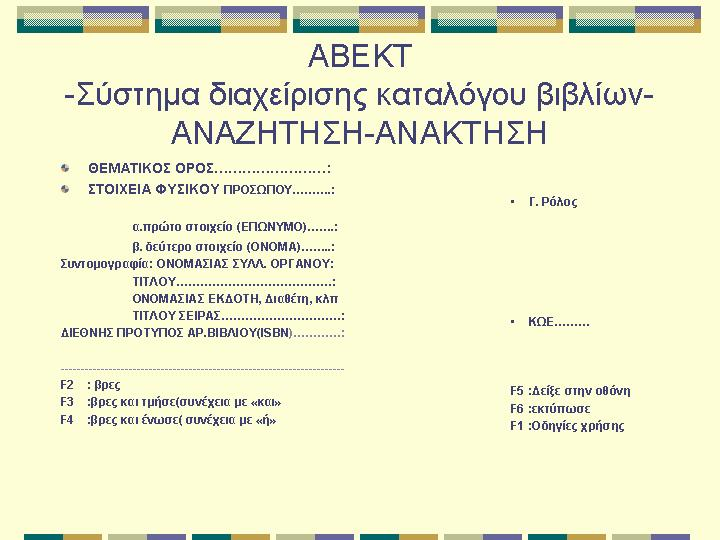 ΑΒΕΚΤ
-Σύστημα διαχείρισης καταλόγου βιβλίων-
ΑΝΑΖΗΤΗΣΗ-ΑΝΑΚΤΗΣΗ
ΘΕΜΑΤΙΚΟΣ ΟΡΟΣ……………………:
ΣΤΟΙΧΕΙΑ ΦΥΣΙΚΟΥ ΠΡΟΣΩΠΟΥ……….:
α.πρώτο στοιχείο (ΕΠΩΝΥΜΟ)…….:
β. δεύτερο στοιχείο (ΟΝΟΜΑ)……..:
Συντομογραφία: ΟΝΟΜΑΣΙΑΣ ΣΥΛΛ. ΟΡΓΑΝΟΥ:
ΤΙΤΛΟΥ…………………………………:
ΟΝΟΜΑΣΙΑΣ ΕΚΔΟΤΗ, Διαθέτη, κλπ
ΤΙΤΛΟΥ ΣΕΙΡΑΣ…………………………:
ΔΙΕΘΝΗΣ ΠΡΟΤΥΠΟΣ ΑΡ.ΒΙΒΛΙΟΥ(ISBN)…………:
-----------------------------------------------------------------------
F2 : βρες
F3 :βρες και τμήσε(συνέχεια με «και»
F4 :βρες και ένωσε( συνέχεια με «ή»
• Γ. Ρόλος
• ΚΩΕ………
F5 :Δείξε στην οθόνη
F6 :εκτύπωσε
F1 :Οδηγίες χρήσης